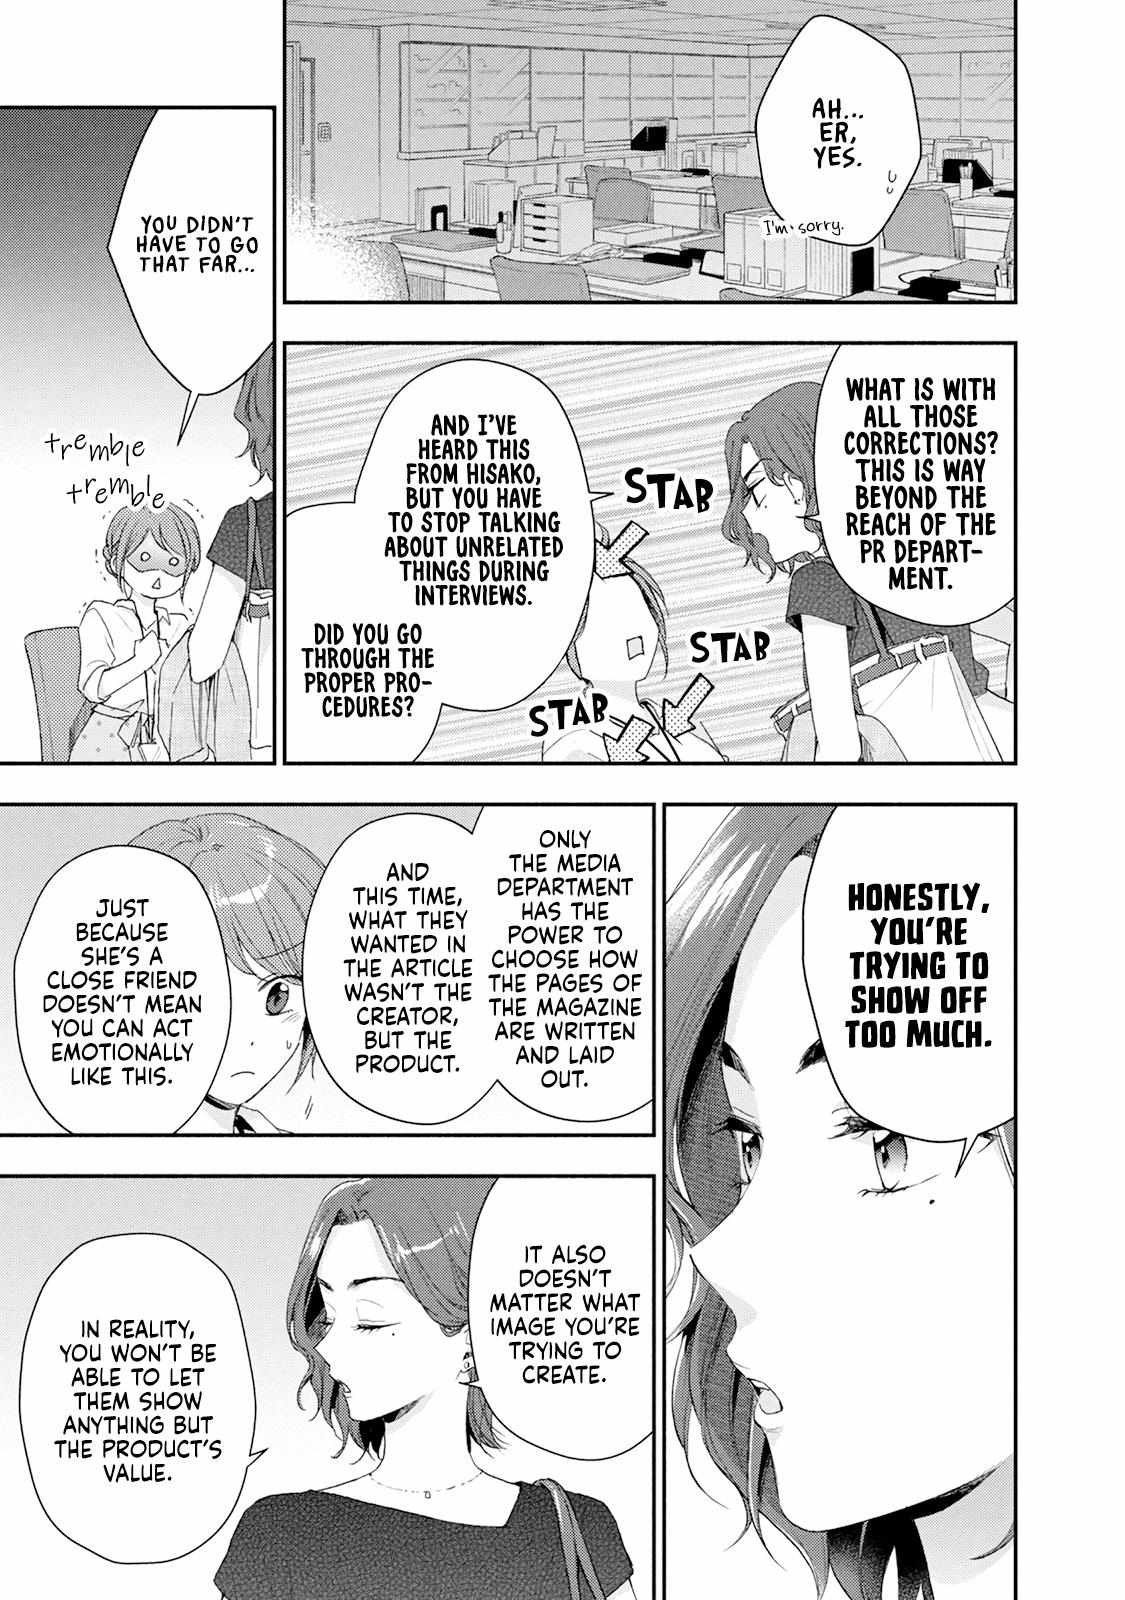 AH...
ER,
YES.
I'm sorry.
WHAT IS WITH
ALL THOSE
CORRECTIONS?
THIS IS WAY
BEYOND THE
REACH OF THE
PR DEPART-
MENT.
STAB
STAB
STAB
AND I'VE
HEARD THIS
FROM HISAKO,
BUT YOU HAVE
TO STOP TALKING
ABOUT UNRELATED
THINGS DURING
INTERVIEWS.
DID YOU GO
THROUGH THE
PROPER PRO-
CEDURES?
YOU DIDN'T
HAVE TO GO
THAT FAR...
tremble
tremble
HONESTLY,
YOU'RE
TRYING TO
SHOW OFF
TOO MUCH.
ONLY
THE MEDIA
DEPARTMENT
HAS THE
POWER TO
CHOOSE HOW
THE PAGES OF
THE MAGAZINE
ARE WRITTEN
AND LAID
OUT.
AND
THIS TIME,
WHAT THEY
WANTED IN
THE ARTICLE
WASN'T THE
CREATOR,
BUT THE
PRODUCT.
JUST
BECAUSE
SHE'S A
CLOSE FRIEND
DOESN'T MEAN
YOU CAN ACT
EMOTIONALLY
LIKE THIS.
IT ALSO
DOESN'T
MATTER WHAT
IMAGE YOU'RE
TRYING TO
CREATE.
IN REALITY,
YOU WON'T BE
ABLE TO LET
THEM SHOW
ANYTHING BUT
THE PRODUCT'S
VALUE.